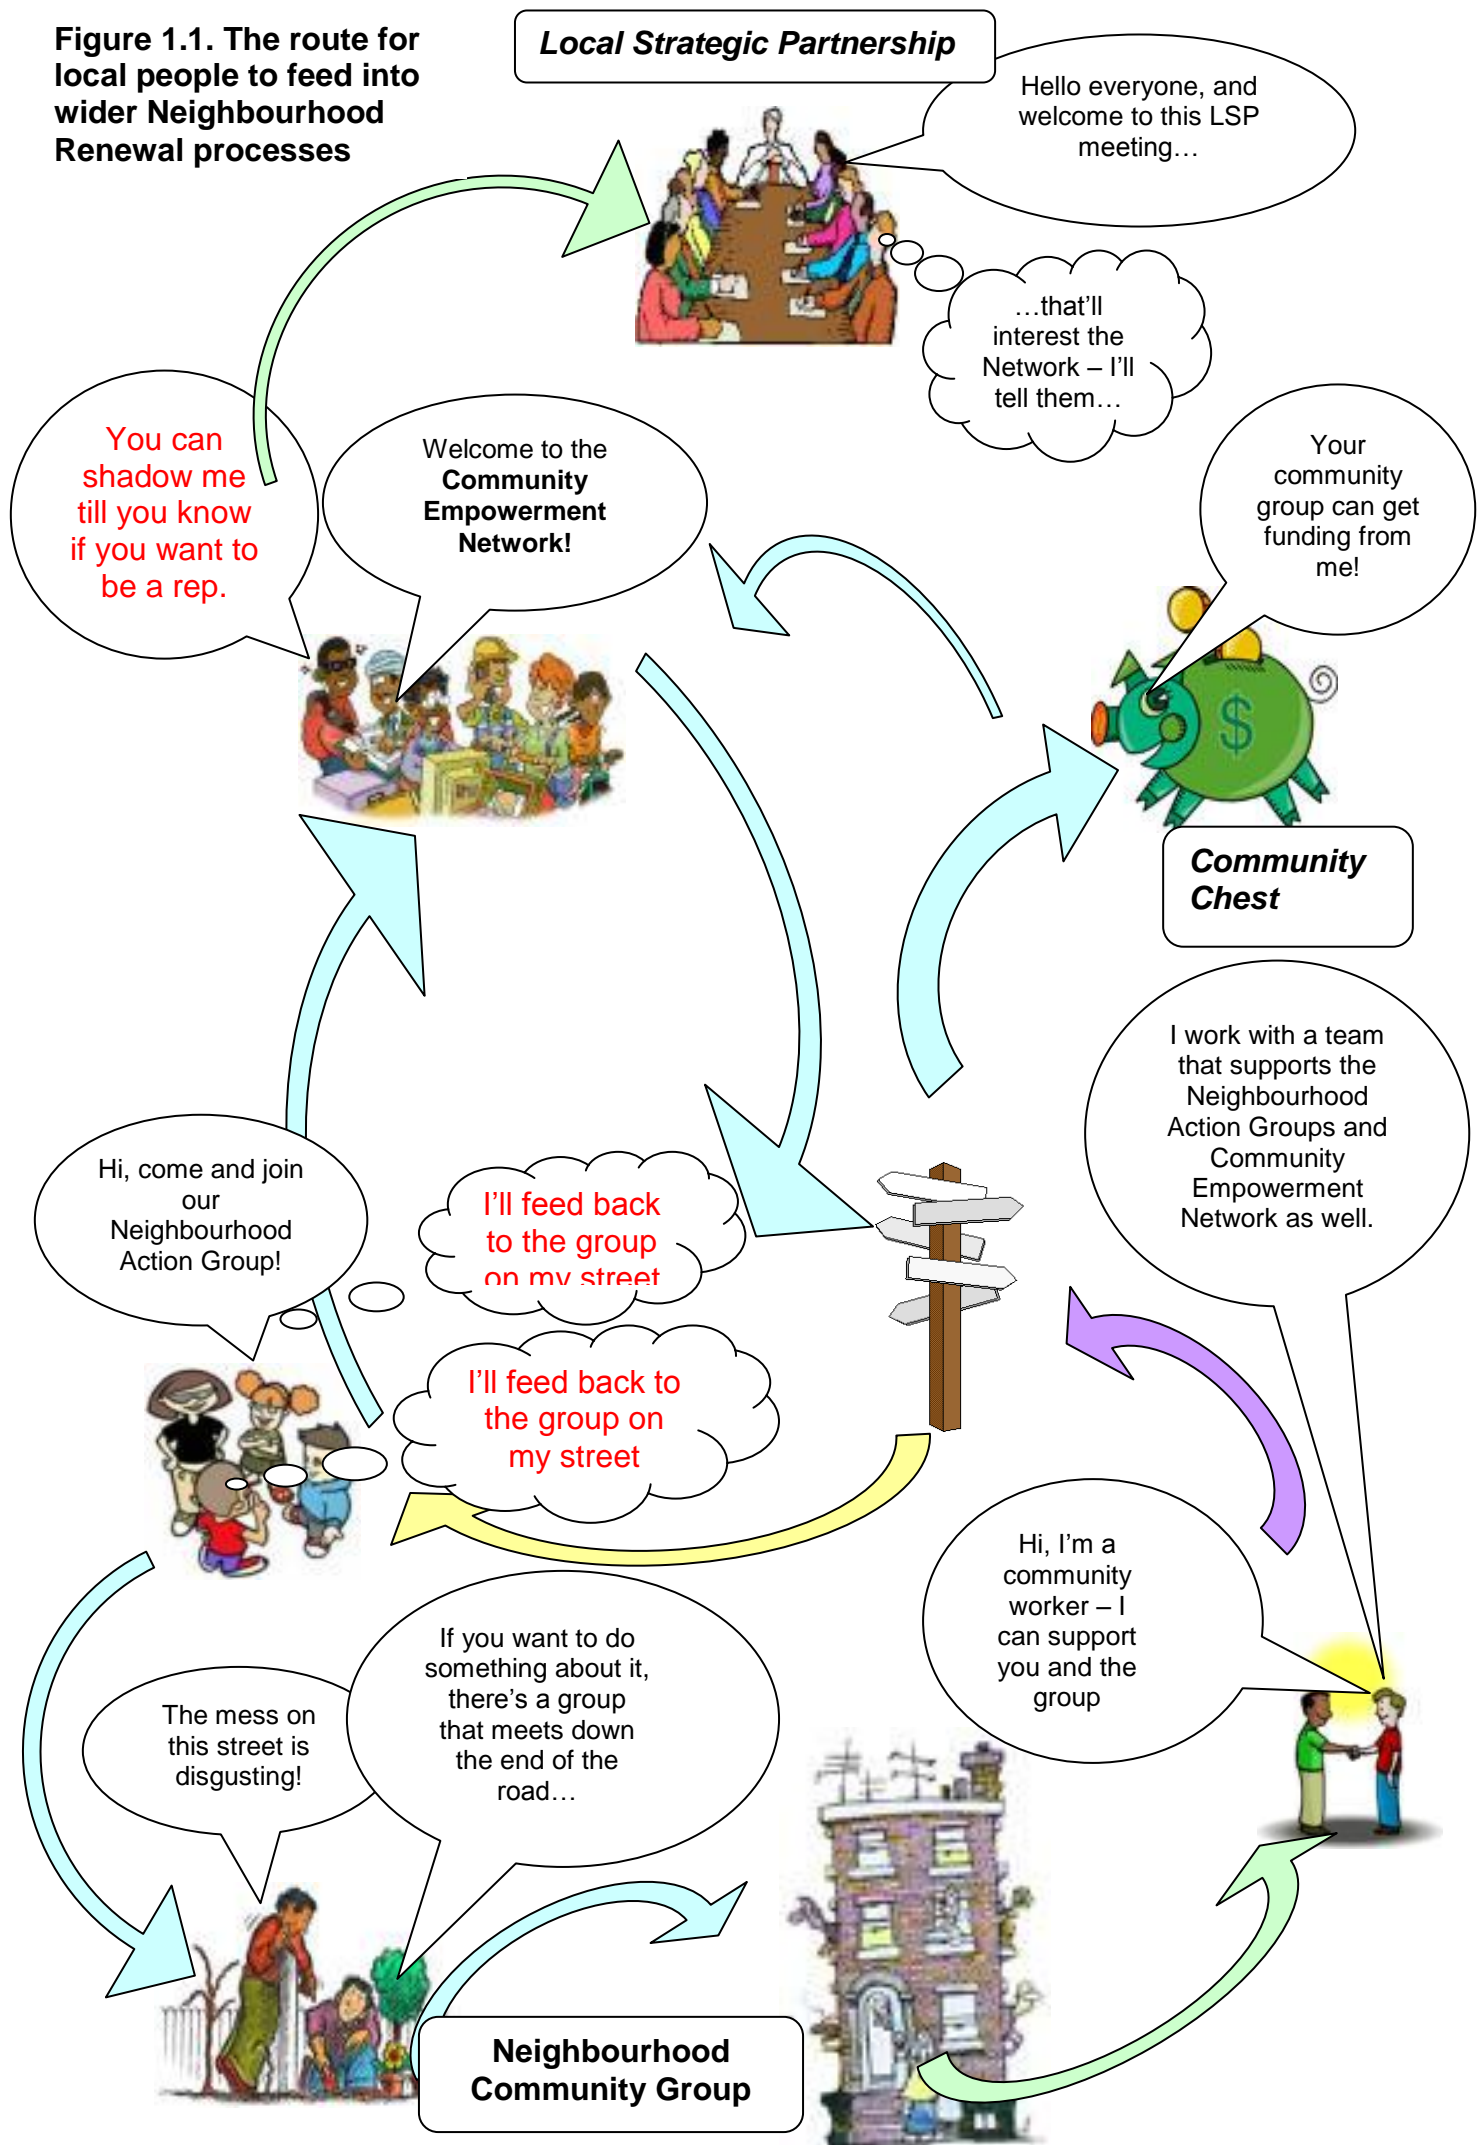 Figure 1.1. The route for
local people to feed into
wider Neighbourhood
Renewal processes
Local Strategic Partnership
Hello everyone, and
welcome to this LSP
meeting…
…that'll
interest the
Network – I'll
tell them…
You can
shadow me
till you know
if you want to
be a rep.
Welcome to the
Community
Empowerment
Network!
Your
community
group can get
funding from
me!
$
Community
Chest
I work with a team
that supports the
Neighbourhood
Action Groups and
Community
Empowerment
Network as well.
Hi, come and join
our
Neighbourhood
Action Group!
I'll feed back
to the group
on my street
I'll feed back to
the group on
my street
Hi, I'm a
community
worker – I
can support
you and the
group
If you want to do
something about it,
there's a group
that meets down
the end of the
road…
The mess on
this street is
disgusting!
Neighbourhood
Community Group